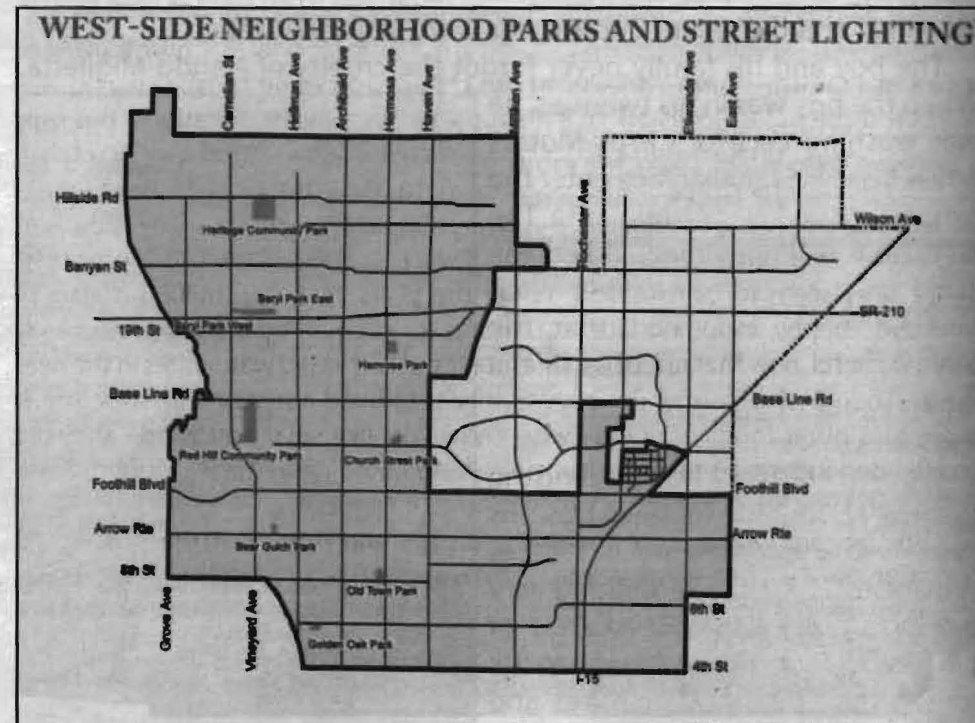 WEST-SIDE NEIGHBORHOOD PARKS AND STREET LIGHTING
Carnelian St
Hellman Ave
Archibald Ave
Hermosa Ave
Haven Ave
Milliken Ave
Etiwanda Ave
East Ave
Rochester Ave
Hillside Rd
Wilson Ave
Heritage Community Park
Banyan St
Beryl Park East
SR-210
19th St
Beryl Park West
Hermosa Park
Base Line Rd
Base Line Rd
Red Hill Community Park
Church Street Park
Foothill Blvd
Foothill Blvd
Arrow Rte
Arrow Rte
Bear Gulch Park
8th St
Old Town Park
Grove Ave
Vineyard Ave
6th St
Golden Oak Park
4th St
I-15